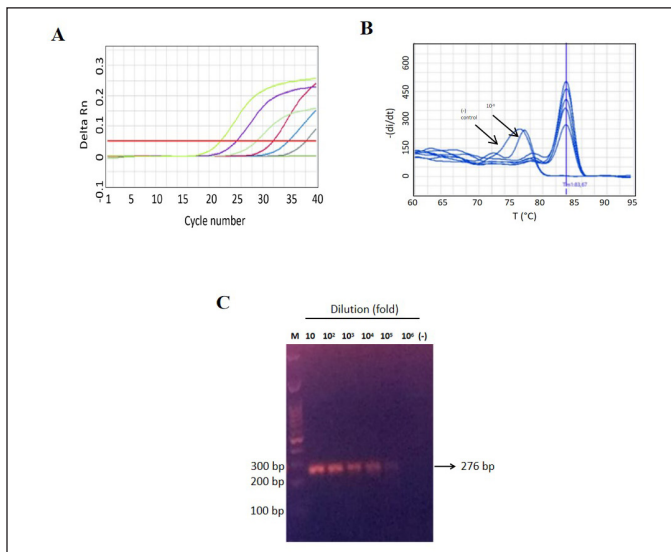 A
Delta Rn
0.3
0.2
0.1
0
-0.1
1 5 10 15 20 25 30 35 40
Cycle number
B
-(di/dt)
600
450
300
150
0
(-)
control
60 65 70 75 80 85 90 95
T (°C)
C
Dilution (fold)
M 10 10² 10³ 10⁴ 10⁵ 10⁶ (-)
300 bp
200 bp
100 bp
276 bp